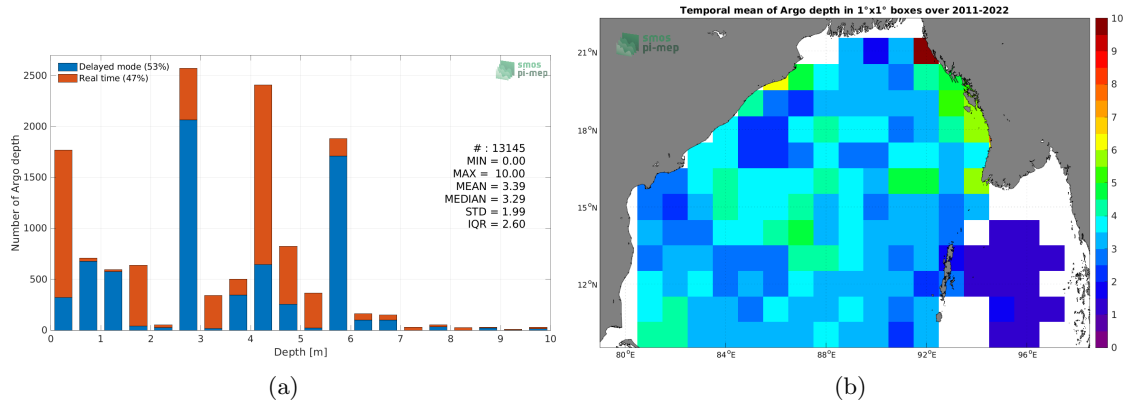 Delayed mode (53%)
Real time (47%)
smos
pi-mep
# : 13145
MIN = 0.00
MAX = 10.00
MEAN = 3.39
MEDIAN = 3.29
STD = 1.99
IQR = 2.60
Number of Argo depth
2500
2000
1500
1000
500
0
0 1 2 3 4 5 6 7 8 9 10
Depth [m]
(a)
Temporal mean of Argo depth in 1°x1° boxes over 2011-2022
smos
pi-mep
21°N
18°N
15°N
12°N
80°E 84°E 88°E 92°E 96°E
10
9
8
7
6
5
4
3
2
1
0
(b)